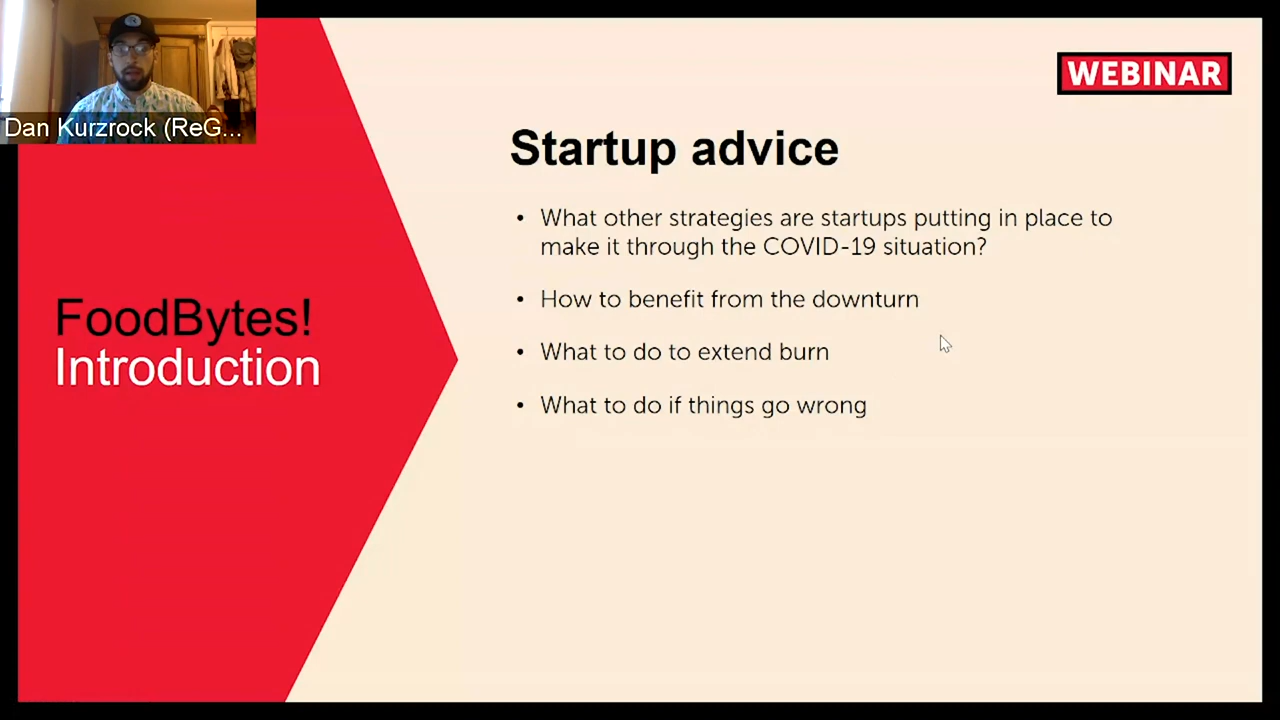 Dan Kurzrock (ReG...
WEBINAR
FoodBytes!
Introduction
Startup advice
• What other strategies are startups putting in place to
make it through the COVID-19 situation?
• How to benefit from the downturn
• What to do to extend burn
• What to do if things go wrong